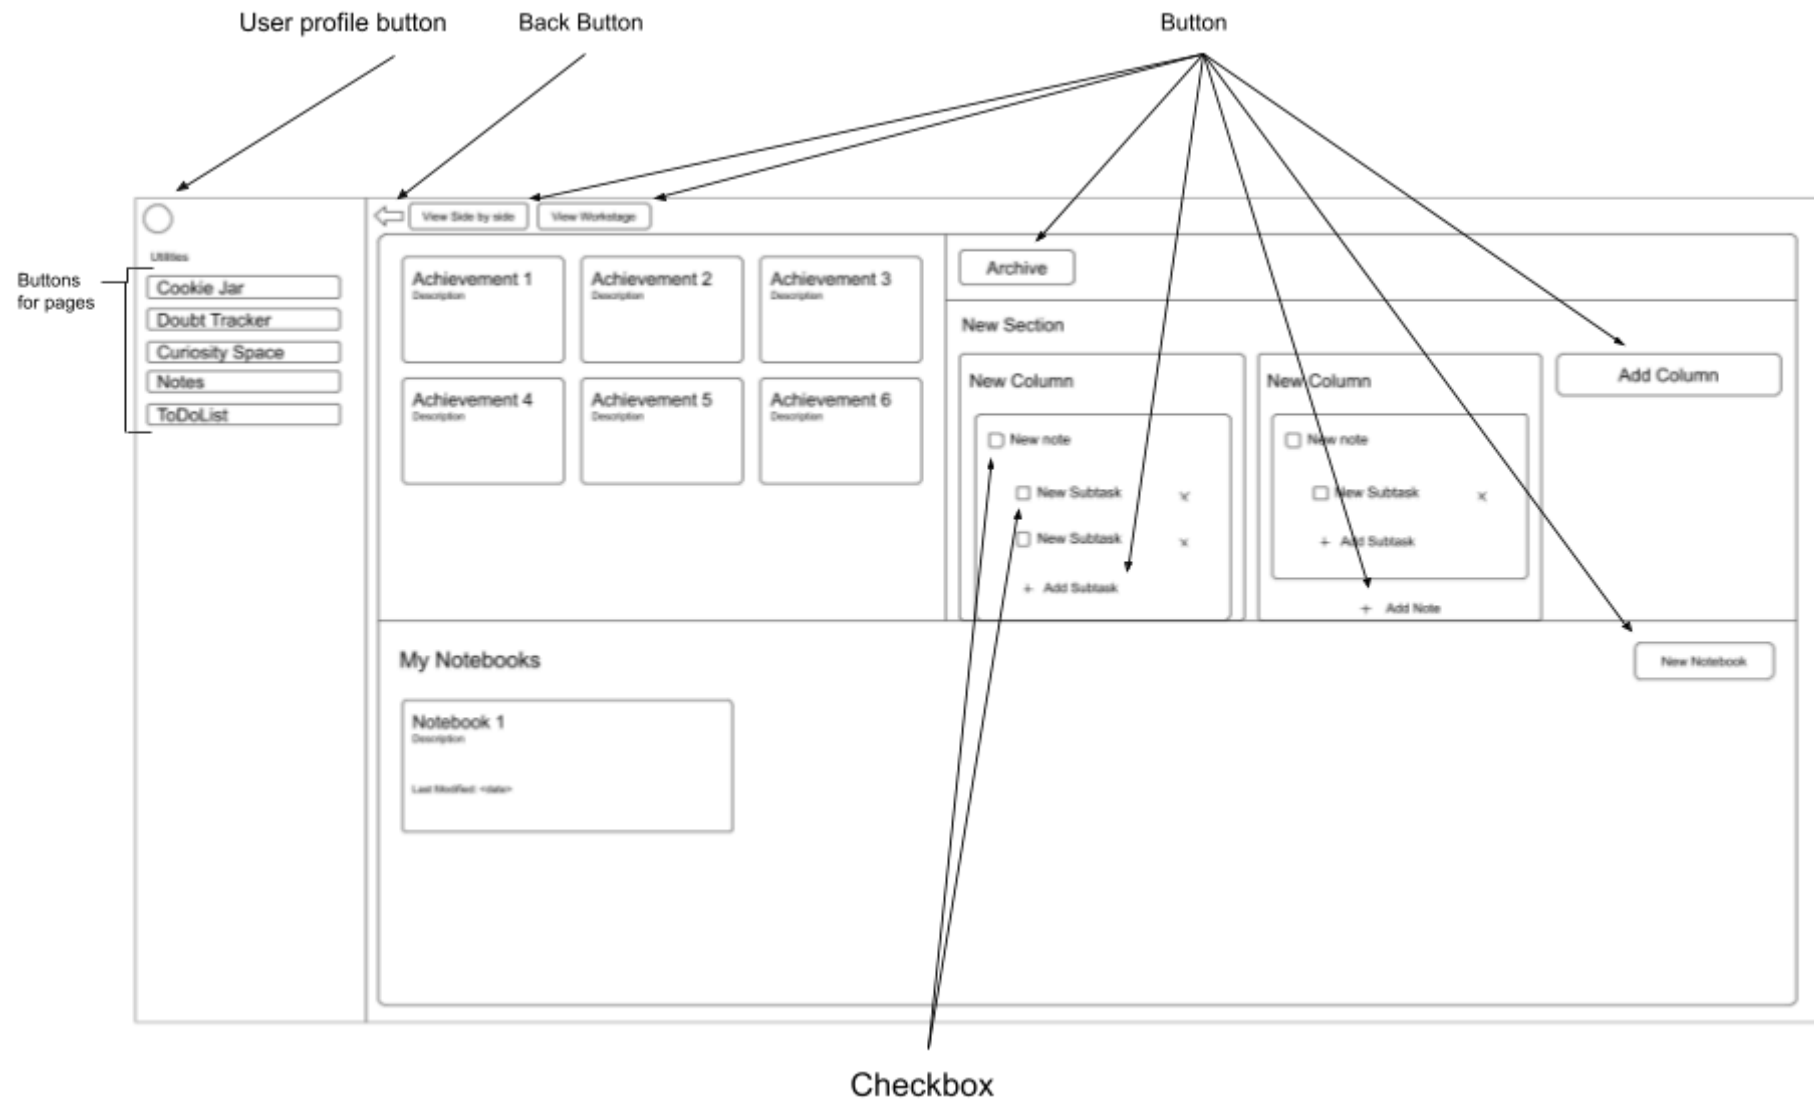 User profile button
Back Button
Button
View Side by side
View Workstage
Utilities
Buttons
for pages
Cookie Jar
Doubt Tracker
Curiosity Space
Notes
ToDoList
Achievement 1
Description
Achievement 2
Description
Achievement 3
Description
Achievement 4
Description
Achievement 5
Description
Achievement 6
Description
Archive
New Section
New Column
New note
New Subtask
New Subtask
+ Add Subtask
New Column
New note
New Subtask
+ Add Subtask
+ Add Note
Add Column
My Notebooks
New Notebook
Notebook 1
Description
Last Modified: <date>
Checkbox